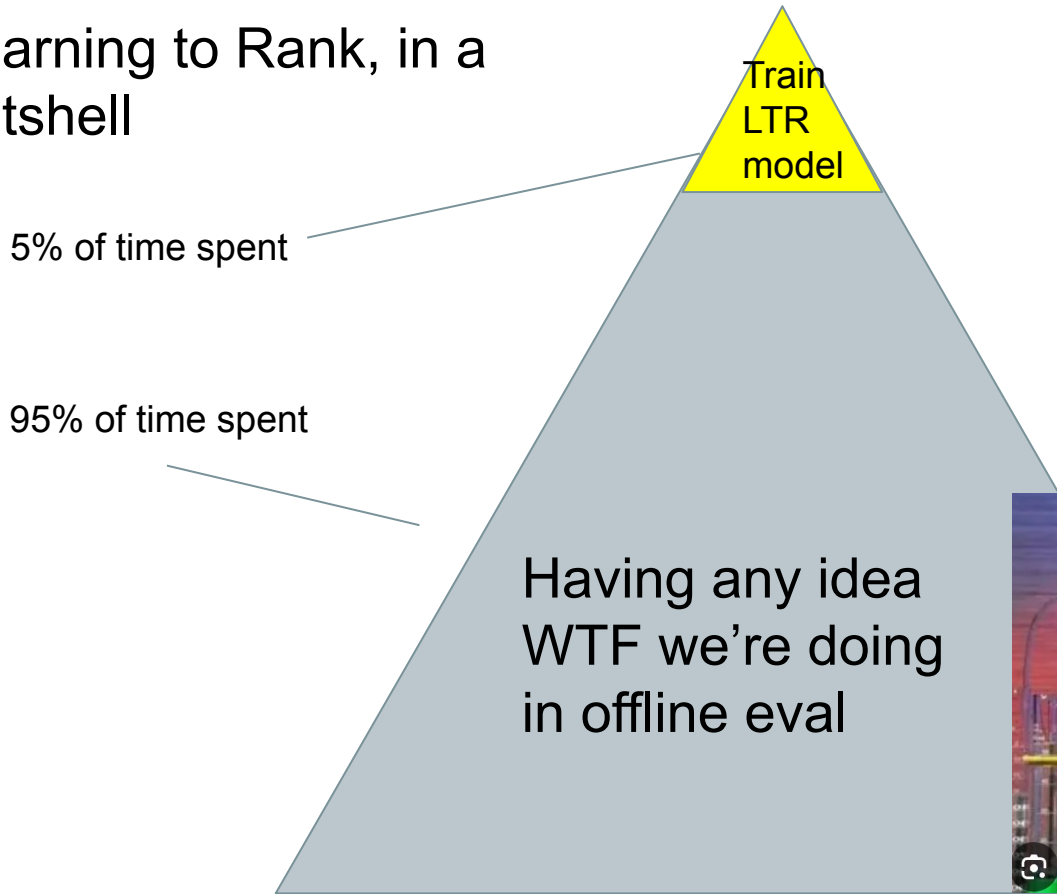 arning to Rank, in a
tshell
Train
LTR
model
5% of time spent
95% of time spent
Having any idea
WTF we’re doing
in offline eval